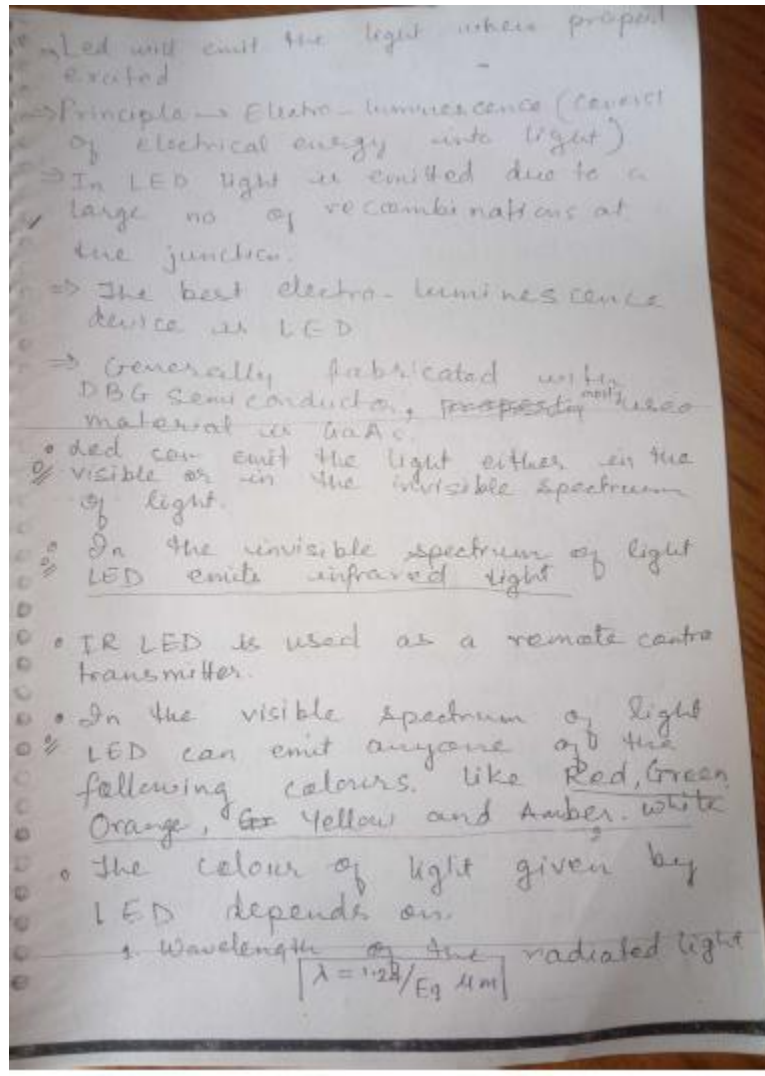 → Led will emit the light when proper
excited
⇒ Principle → Electro-luminescence (conversi
of electrical energy into light)
⇒ In LED light is emitted due to a
large no of recombinations at
the junction.
⇒ The best electro-luminescence
device is LED
⇒ Generally fabricated with
DBG Semiconductor, mostly used
material is GaAs
• Led can emit the light either in the
visible or in the invisible spectrum
of light.
• In the invisible spectrum of light
LED emits infrared light
• IR LED is used as a remote contro
transmitter.
• In the visible spectrum of light
LED can emit anyone of the
following colours. like Red, Green
Orange, Yellow and Amber, white
• The colour of light given by
LED depends on.
1. Wavelength of the radiated light
λ = 1.24/Eg μm